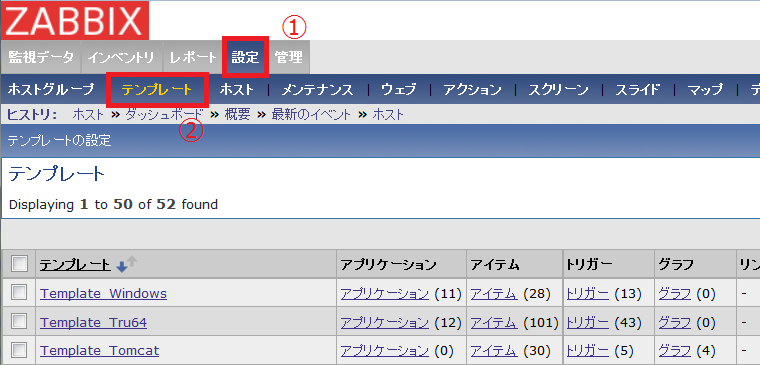 ZABBIX
①
監視データ インベントリ レポート 設定 管理
ホストグループ テンプレート ホスト | メンテナンス | ウェブ | アクション | スクリーン | スライド | マップ |
②
ヒストリ: ホスト » ダッシュボード » 概要 » 最新のイベント » ホスト
テンプレートの設定
テンプレート
Displaying 1 to 50 of 52 found
テンプレート アプリケーション アイテム トリガー グラフ
Template_Windows アプリケーション (11) アイテム (28) トリガー (13) グラフ (0) -
Template_Tru64 アプリケーション (12) アイテム (101) トリガー (43) グラフ (0) -
Template_Tomcat アプリケーション (0) アイテム (30) トリガー (5) グラフ (4) -